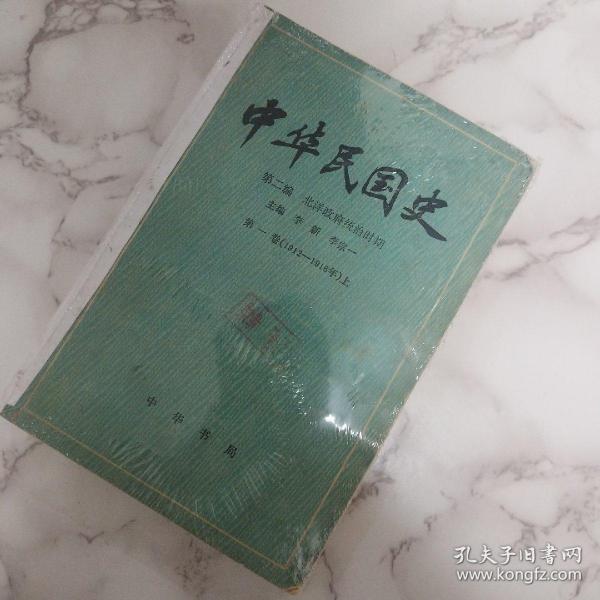 中华民国史
第二编 北洋政府统治时期
主编 李新 李宗一
第一卷(1912—1916年)上
中华书局
孔夫子旧书网
www.kongfz.com